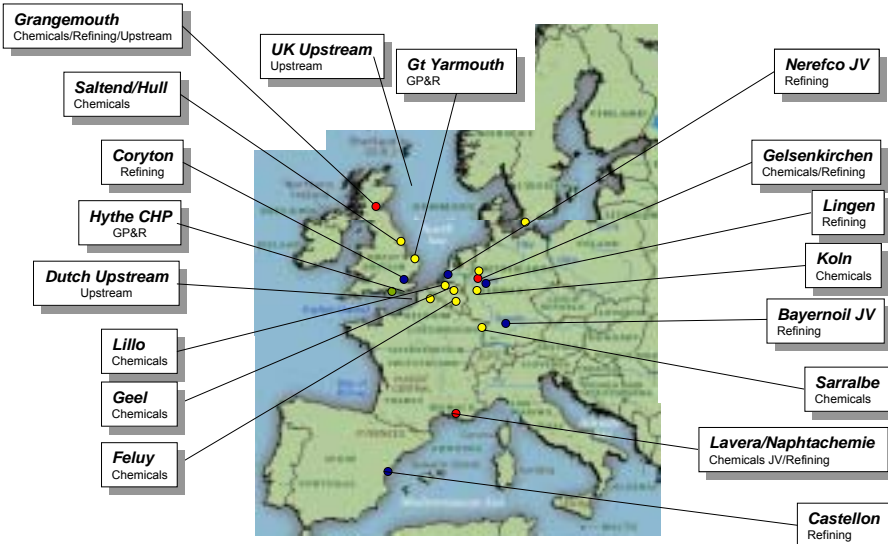 Grangemouth
Chemicals/Refining/Upstream
UK Upstream
Upstream
Gt Yarmouth
GP&R
Nerefco JV
Refining
Saltend/Hull
Chemicals
Coryton
Refining
Gelsenkirchen
Chemicals/Refining
Hythe CHP
GP&R
Lingen
Refining
Dutch Upstream
Upstream
Koln
Chemicals
Bayernoil JV
Refining
Lillo
Chemicals
Geel
Chemicals
Sarralbe
Chemicals
Feluy
Chemicals
Lavera/Naphtachemie
Chemicals JV/Refining
Castellon
Refining